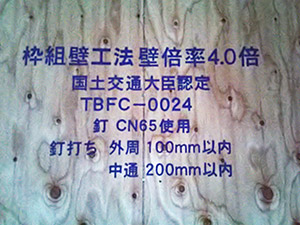 枠組壁工法 壁倍率4.0倍
国土交通大臣認定
TBFC-0024
釘 CN65使用
釘打ち 外周 100mm以内
中通 200mm以内